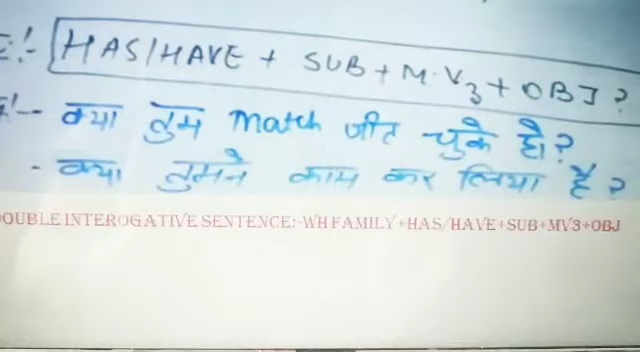 :- HAS/HAVE + SUB + M.V3 + OBJ ?
:- क्या तुम match जीत चुके हो?
- क्या तुमने काम कर लिया है ?
DOUBLE INTEROGATIVE SENTENCE:-WH FAMILY+HAS/HAVE+SUB+MV3+OBJ